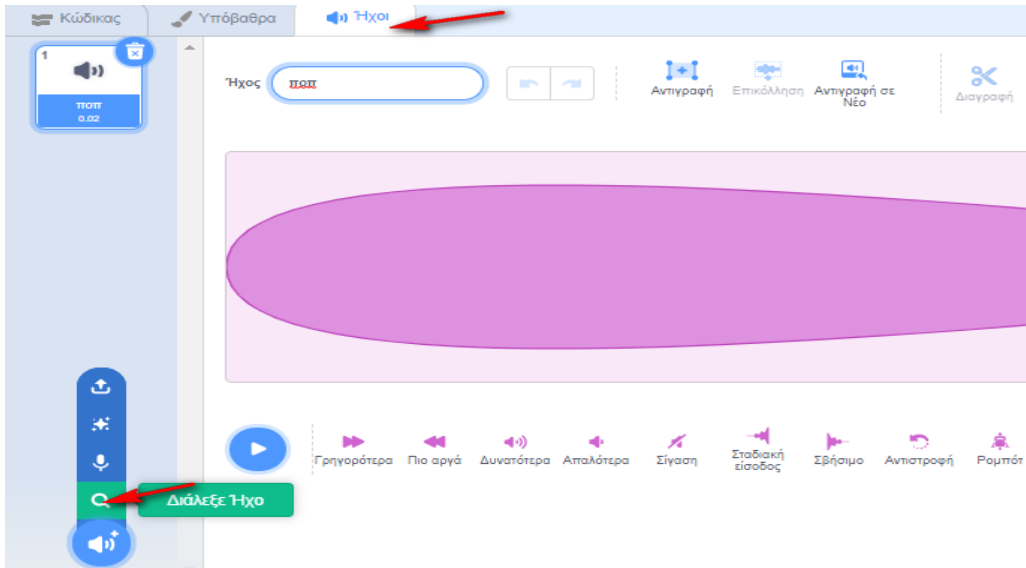 Κώδικας Υπόβαθρα Ήχοι
1
ποπ
0.02
Ήχος ποπ
Αντιγραφή Επικόλληση Αντιγραφή σε Νέο Διαγραφή
Γρηγορότερα Πιο αργά Δυνατότερα Απαλότερα Σίγαση Σταδιακή είσοδος Σβήσιμο Αντιστροφή Ρομπότ
Διάλεξε Ήχο